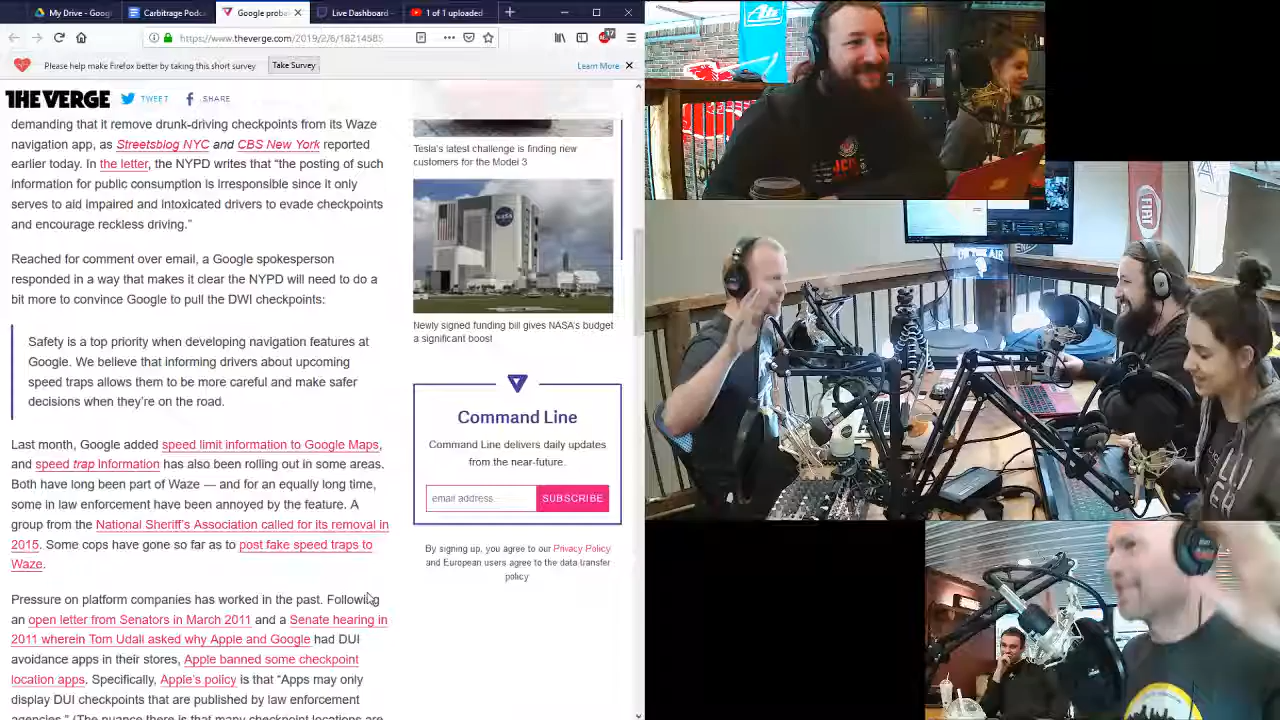 My Drive - Googl
Carbitrage Podc
Google probab
Live Dashboard
1 of 1 uploaded
https://www.theverge.com/2019/2/6/18214585
17
Please help make Firefox better by taking this short survey
Take Survey
Learn More
THE VERGE
TWEET
SHARE
demanding that it remove drunk-driving checkpoints from its Waze
navigation app, as Streetsblog NYC and CBS New York reported
earlier today. In the letter, the NYPD writes that “the posting of such
information for public consumption is irresponsible since it only
serves to aid impaired and intoxicated drivers to evade checkpoints
and encourage reckless driving.”
Reached for comment over email, a Google spokesperson
responded in a way that makes it clear the NYPD will need to do a
bit more to convince Google to pull the DWI checkpoints:
Safety is a top priority when developing navigation features at
Google. We believe that informing drivers about upcoming
speed traps allows them to be more careful and make safer
decisions when they’re on the road.
Last month, Google added speed limit information to Google Maps,
and speed trap information has also been rolling out in some areas.
Both have long been part of Waze — and for an equally long time,
some in law enforcement have been annoyed by the feature. A
group from the National Sheriff’s Association called for its removal in
2015. Some cops have gone so far as to post fake speed traps to
Waze.
Pressure on platform companies has worked in the past. Following
an open letter from Senators in March 2011 and a Senate hearing in
2011 wherein Tom Udall asked why Apple and Google had DUI
avoidance apps in their stores, Apple banned some checkpoint
location apps. Specifically, Apple’s policy is that “Apps may only
display DUI checkpoints that are published by law enforcement
agencies.” (The nuance there is that many checkpoint locations are
Tesla’s latest challenge is finding new
customers for the Model 3
NASA
Newly signed funding bill gives NASA’s budget
a significant boost
Command Line
Command Line delivers daily updates
from the near-future.
email address
SUBSCRIBE
By signing up, you agree to our Privacy Policy
and European users agree to the data transfer
policy
ON AIR